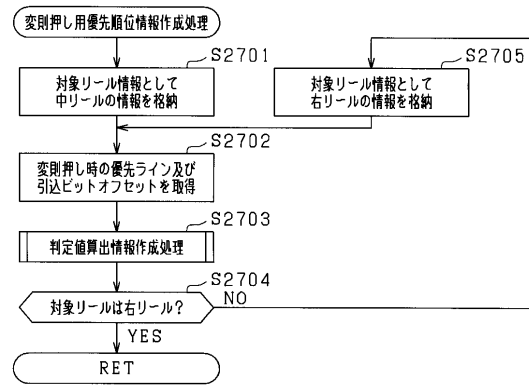 変則押し用優先順位情報作成処理
S2701
対象リール情報として
中リールの情報を格納
S2705
対象リール情報として
右リールの情報を格納
S2702
変則押し時の優先ライン及び
引込ビットオフセットを取得
S2703
判定値算出情報作成処理
S2704
対象リールは右リール?
NO
YES
RET